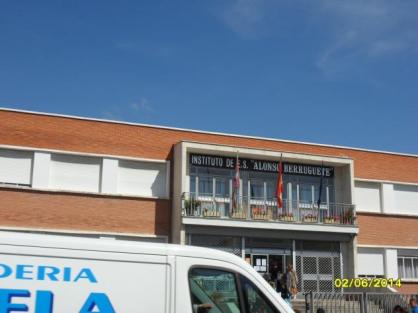 INSTITUTO DE E.S. "ALONSO BERRUGUETE"
DERIA
ELA
02/06/2014